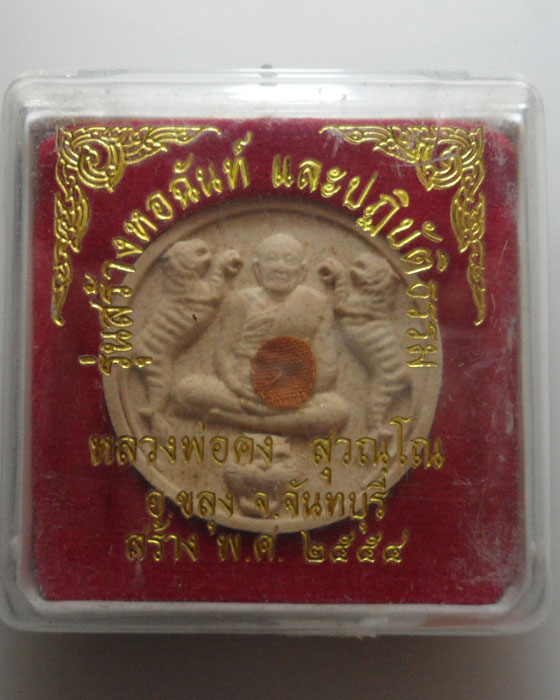 รุ่นสร้างหอฉันท์ และปฏิบัติธรรม
หลวงพ่อคง สุวณฺโณ
อ.ขลุง จ.จันทบุรี
สร้าง พ.ศ. ๒๕๕๔